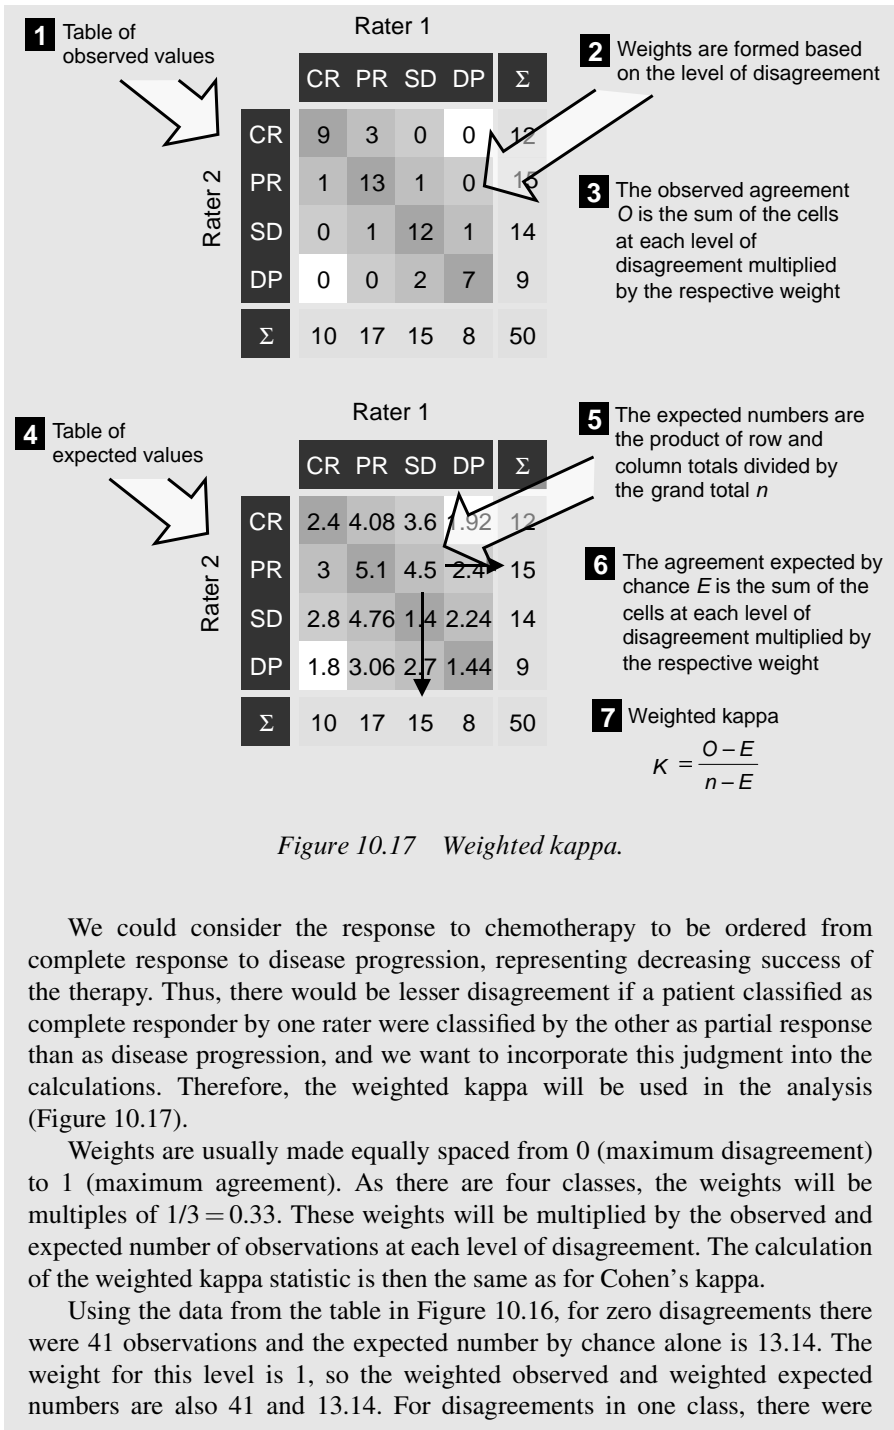 1 Table of
observed values
Rater 1
2 Weights are formed based
on the level of disagreement
CR PR SD DP Σ
Rater 2
CR 9 3 0 0 12
PR 1 13 1 0 15
SD 0 1 12 1 14
DP 0 0 2 7 9
Σ 10 17 15 8 50
3 The observed agreement
O is the sum of the cells
at each level of
disagreement multiplied
by the respective weight
4 Table of
expected values
Rater 1
CR PR SD DP Σ
Rater 2
CR 2.4 4.08 3.6 1.92 12
PR 3 5.1 4.5 2.4 15
SD 2.8 4.76 1.4 2.24 14
DP 1.8 3.06 2.7 1.44 9
Σ 10 17 15 8 50
5 The expected numbers are
the product of row and
column totals divided by
the grand total n
6 The agreement expected by
chance E is the sum of the
cells at each level of
disagreement multiplied by
the respective weight
7 Weighted kappa
K = O – E
n – E
Figure 10.17 Weighted kappa.
We could consider the response to chemotherapy to be ordered from
complete response to disease progression, representing decreasing success of
the therapy. Thus, there would be lesser disagreement if a patient classified as
complete responder by one rater were classified by the other as partial response
than as disease progression, and we want to incorporate this judgment into the
calculations. Therefore, the weighted kappa will be used in the analysis
(Figure 10.17).
Weights are usually made equally spaced from 0 (maximum disagreement)
to 1 (maximum agreement). As there are four classes, the weights will be
multiples of 1/3 = 0.33. These weights will be multiplied by the observed and
expected number of observations at each level of disagreement. The calculation
of the weighted kappa statistic is then the same as for Cohen's kappa.
Using the data from the table in Figure 10.16, for zero disagreements there
were 41 observations and the expected number by chance alone is 13.14. The
weight for this level is 1, so the weighted observed and weighted expected
numbers are also 41 and 13.14. For disagreements in one class, there were